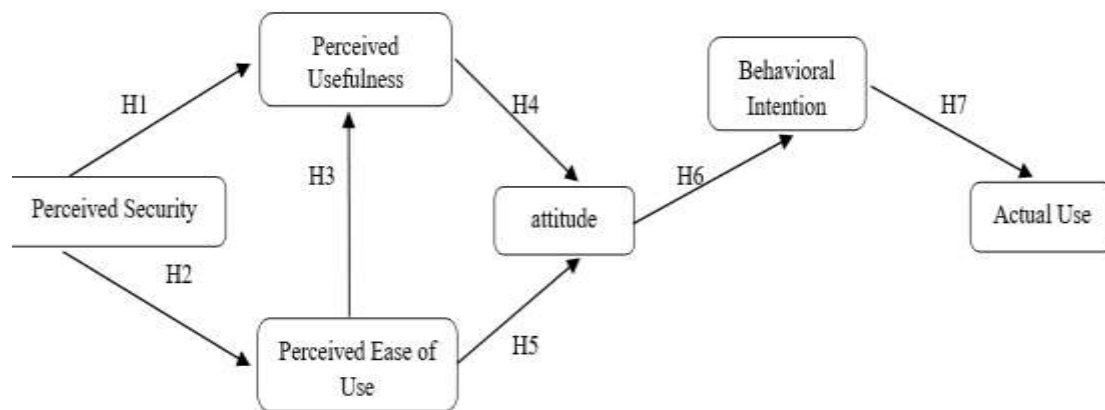 Perceived
Usefulness
Behavioral
Intention
H1
H4
H7
H3
H6
Perceived Security
attitude
Actual Use
H2
H5
Perceived Ease of
Use